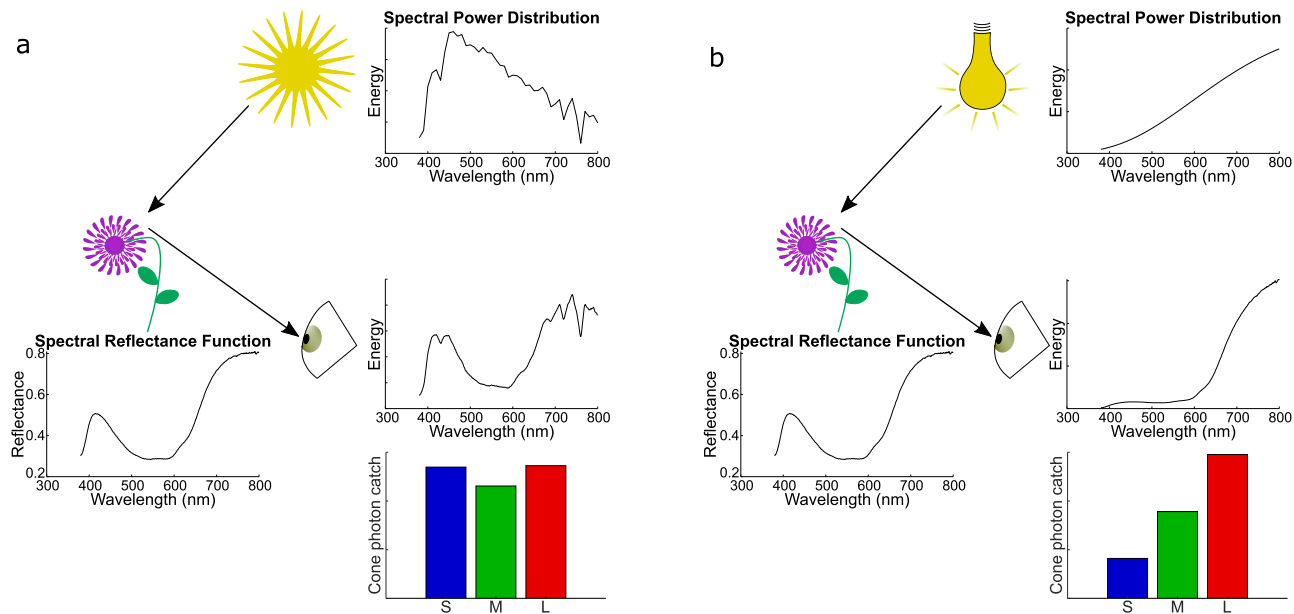 a
Spectral Power Distribution
Energy
300 400 500 600 700 800
Wavelength (nm)
Spectral Reflectance Function
Reflectance
0.8
0.6
0.4
0.2
300 400 500 600 700 800
Wavelength (nm)
Energy
300 400 500 600 700 800
Wavelength (nm)
Cone photon catch
S M L
b
Spectral Power Distribution
Energy
300 400 500 600 700 800
Wavelength (nm)
Spectral Reflectance Function
Reflectance
0.8
0.6
0.4
0.2
300 400 500 600 700 800
Wavelength (nm)
Energy
300 400 500 600 700 800
Wavelength (nm)
Cone photon catch
S M L